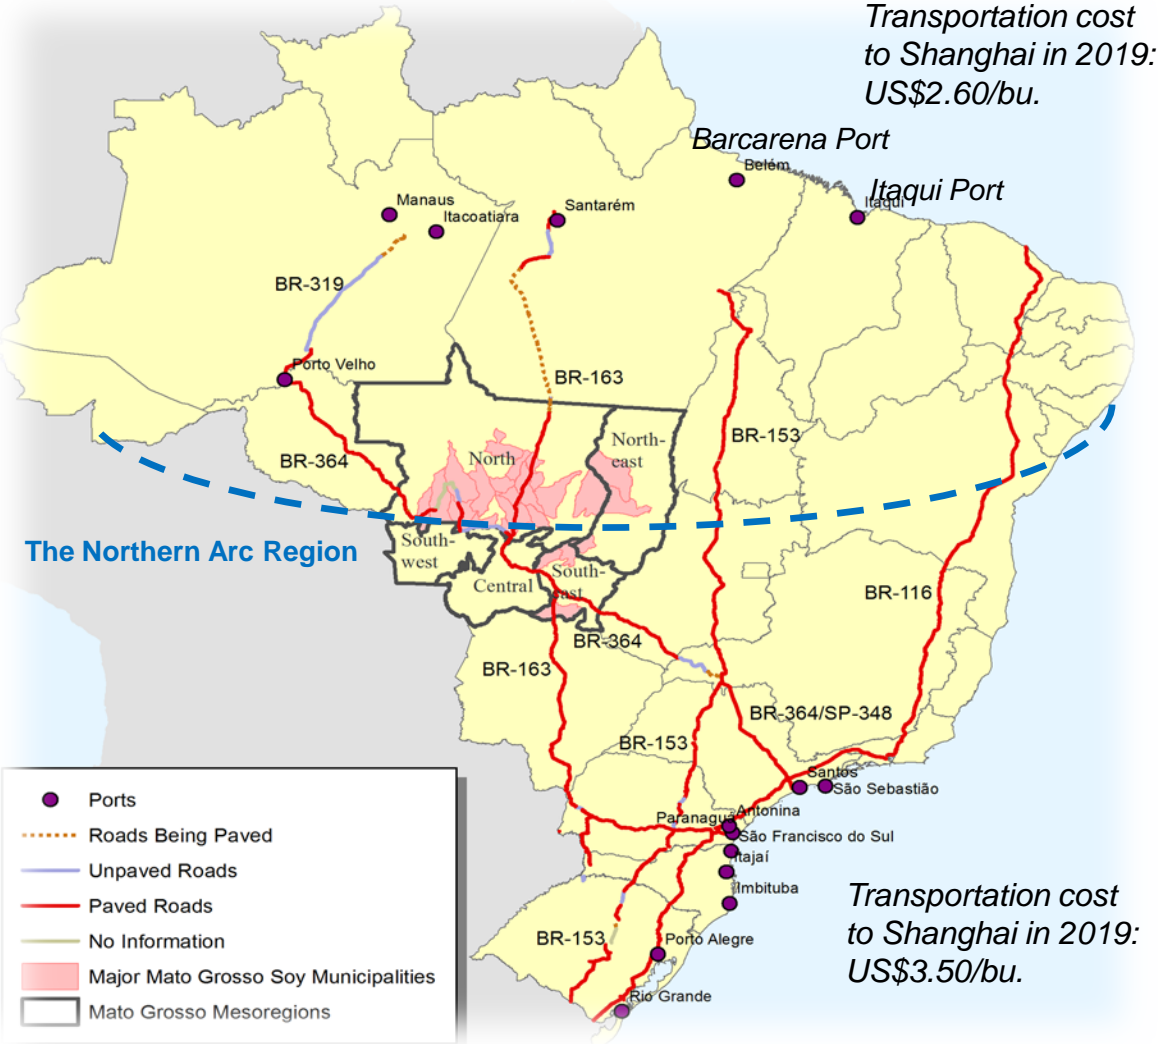 Transportation cost
to Shanghai in 2019:
US$2.60/bu.
Barcarena Port
Belém
Itaqui Port
Itaqui
Manaus
Itacoatiara
Santarém
BR-319
Porto Velho
BR-163
BR-364
North
North-
east
BR-153
The Northern Arc Region
South-
west
Central
South-
east
BR-116
BR-364
BR-163
BR-364/SP-348
BR-153
Santos
São Sebastião
Antonina
Paranaguá
São Francisco do Sul
Itajaí
Imbituba
BR-153
Porto Alegre
Rio Grande
Transportation cost
to Shanghai in 2019:
US$3.50/bu.
Ports
Roads Being Paved
Unpaved Roads
Paved Roads
No Information
Major Mato Grosso Soy Municipalities
Mato Grosso Mesoregions